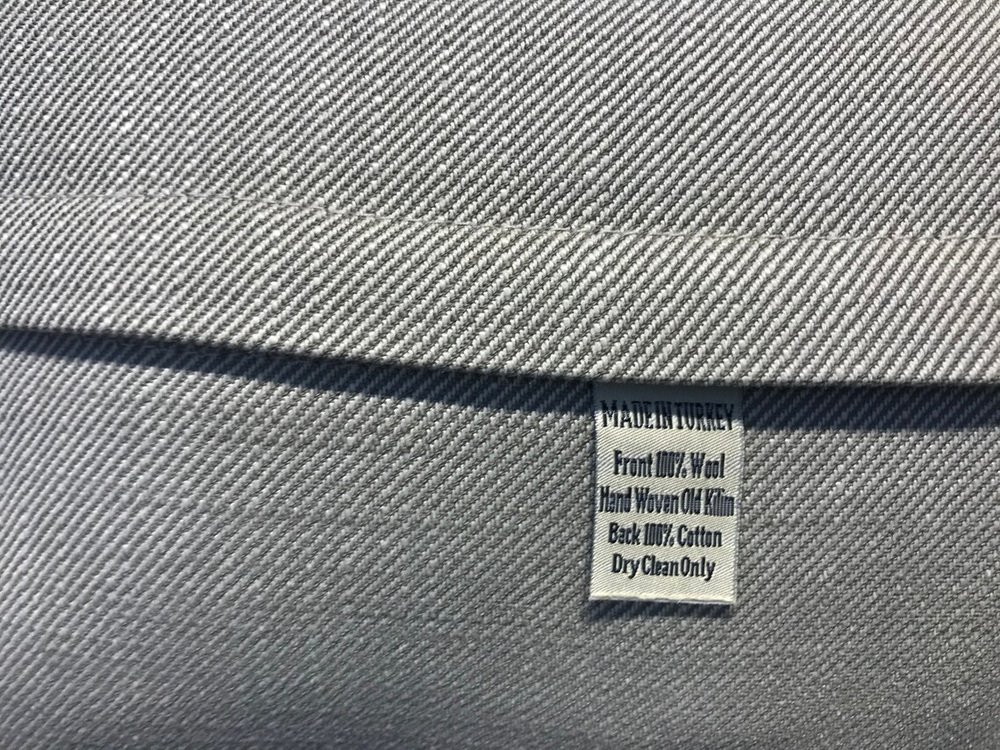 MADE IN TURKEY
Front 100% Wool
Hand Woven Old Kilim
Back 100% Cotton
Dry Clean Only